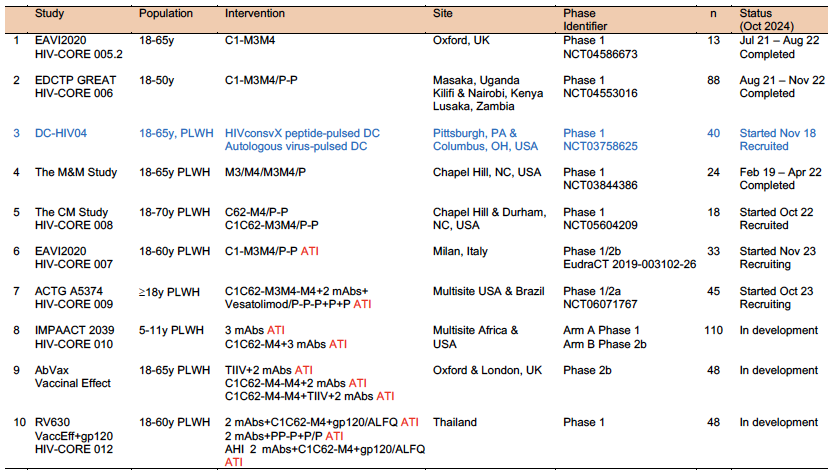 Study Population Intervention Site Phase Identifier n Status (Oct 2024)
1 EAVI2020 18-65y C1-M3M4 Oxford, UK Phase 1 13 Jul 21 – Aug 22
HIV-CORE 005.2 NCT04586673 Completed
2 EDCTP GREAT 18-50y C1-M3M4/P-P Masaka, Uganda Phase 1 88 Aug 21 – Nov 22
HIV-CORE 006 Kilifi & Nairobi, Kenya NCT04553016 Completed
Lusaka, Zambia
3 DC-HIV04 18-65y, PLWH HIVconsvX peptide-pulsed DC Pittsburgh, PA & Phase 1 40 Started Nov 18
Autologous virus-pulsed DC Columbus, OH, USA NCT03758625 Recruited
4 The M&M Study 18-65y PLWH M3/M4/M3M4/P Chapel Hill, NC, USA Phase 1 24 Feb 19 – Apr 22
NCT03844386 Completed
5 The CM Study 18-70y PLWH C62-M4/P-P Chapel Hill & Durham, Phase 1 18 Started Oct 22
HIV-CORE 008 C1C62-M3M4/P-P NC, USA NCT05604209 Recruited
6 EAVI2020 18-60y PLWH C1-M3M4/P-P ATI Milan, Italy Phase 1/2b 33 Started Nov 23
HIV-CORE 007 EudraCT 2019-003102-26 Recruiting
7 ACTG A5374 ≥18y PLWH C1C62-M3M4-M4+2 mAbs+ Multisite USA & Brazil Phase 1/2a 45 Started Oct 23
HIV-CORE 009 Vesatolimod/P-P-P+P+P ATI NCT06071767 Recruiting
8 IMPAACT 2039 5-11y PLWH 3 mAbs ATI Multisite Africa & Arm A Phase 1 110 In development
HIV-CORE 010 C1C62-M4+3 mAbs ATI USA Arm B Phase 2b
9 AbVax 18-65y PLWH TIIV+2 mAbs ATI Oxford & London, UK Phase 2b 48 In development
Vaccinal Effect C1C62-M4-M4+2 mAbs ATI
C1C62-M4-M4+TIIV+2 mAbs ATI
10 RV630 18-60y PLWH 2 mAbs+C1C62-M4+gp120/ALFQ ATI Thailand Phase 1 48 In development
VaccEff+gp120 2 mAbs+PP-P+P/P ATI
HIV-CORE 012 AHI 2 mAbs+C1C62-M4+gp120/ALFQ
ATI